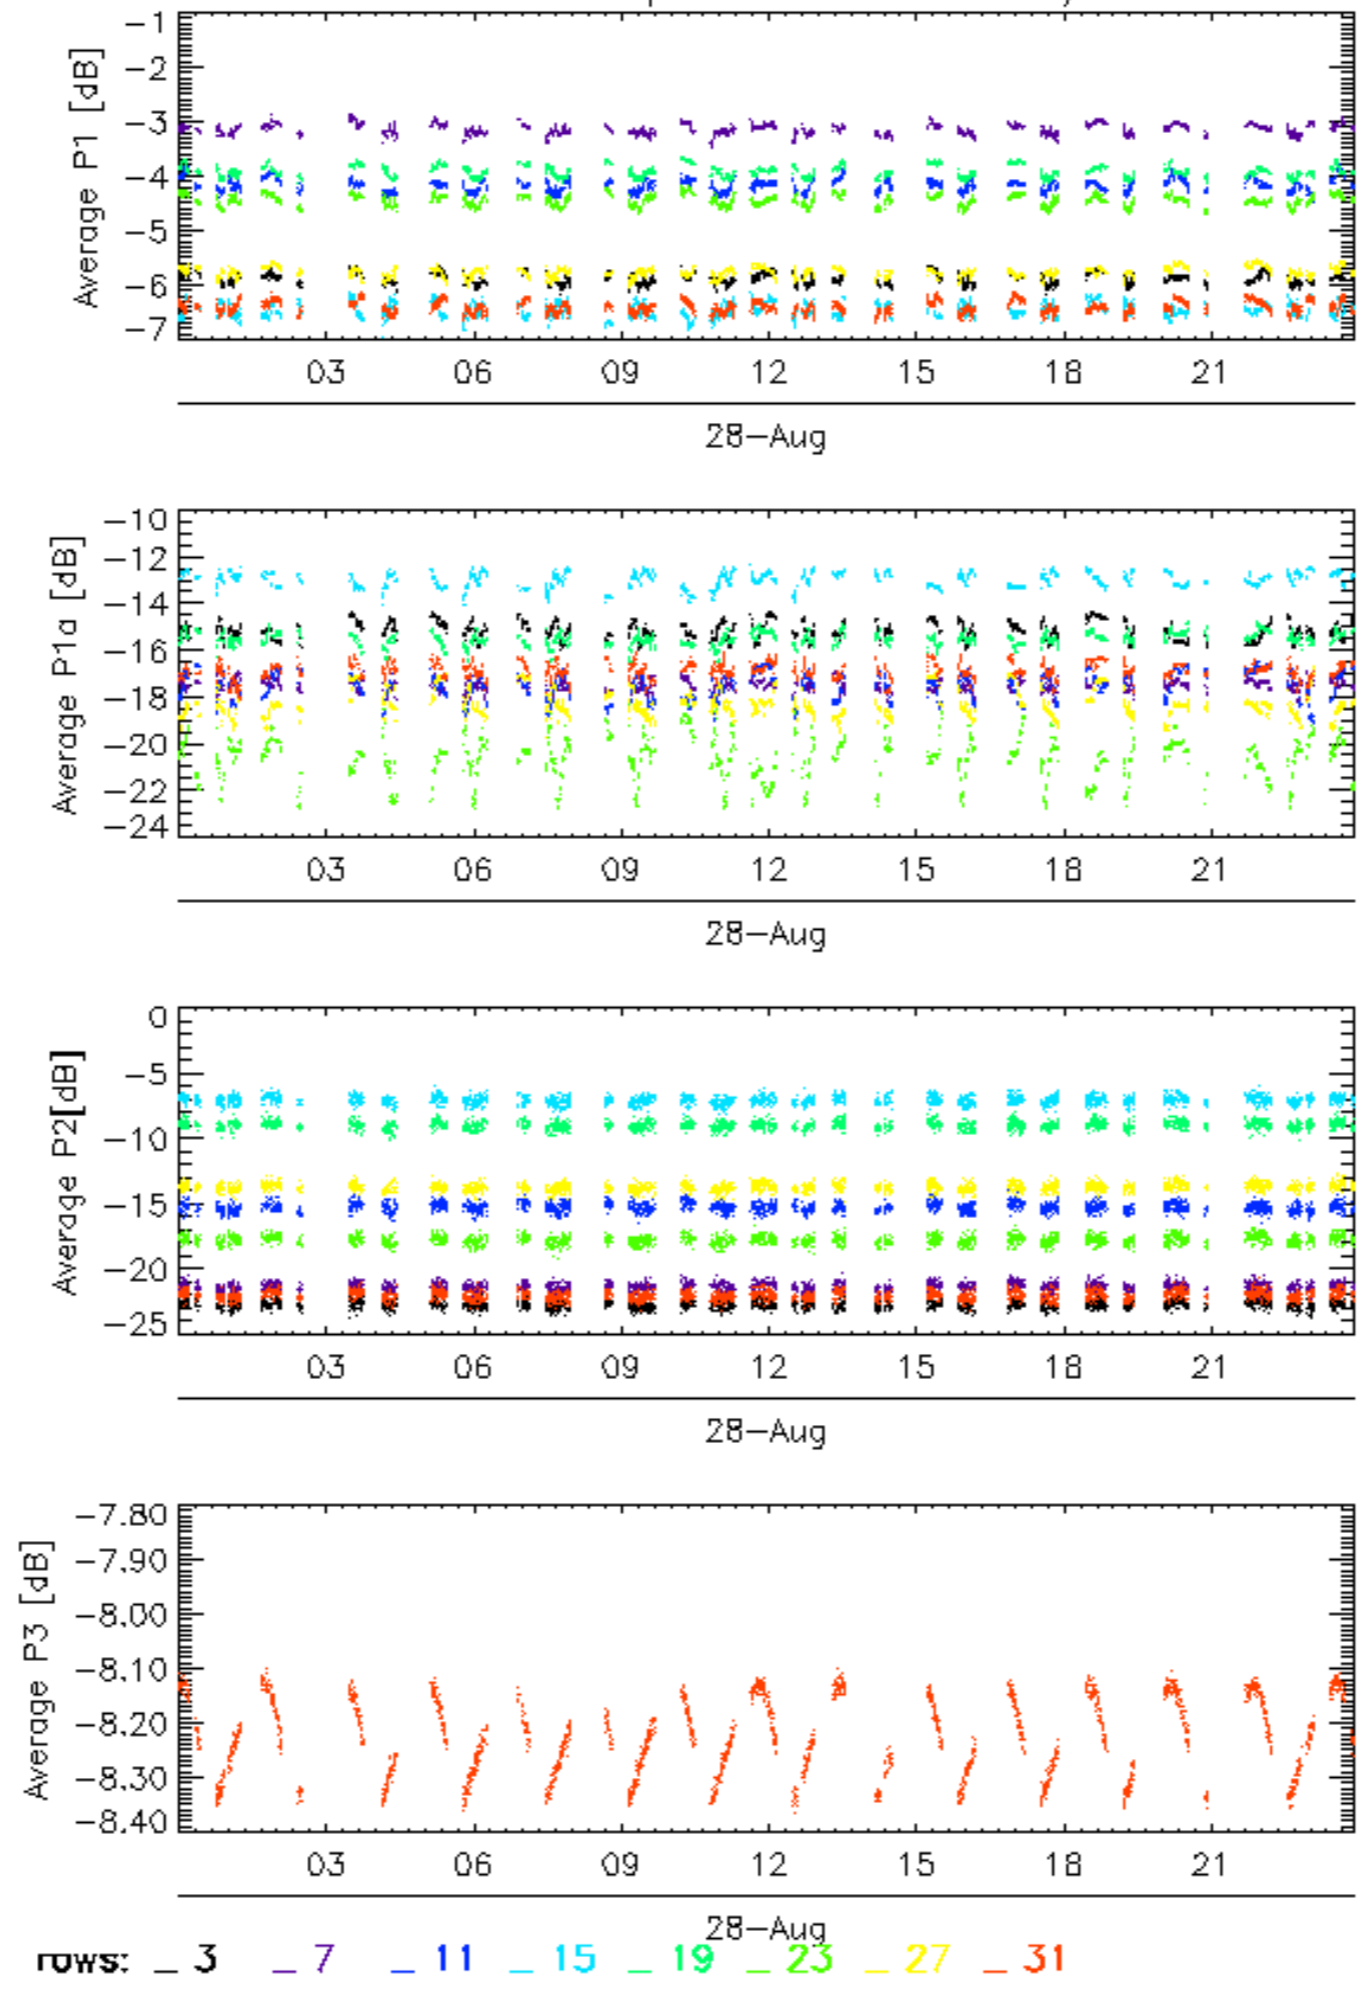 Average P1 [dB]
-1
-2
-3
-4
-5
-6
-7
03 06 09 12 15 18 21
28-Aug
Average P1a [dB]
-10
-12
-14
-16
-18
-20
-22
-24
03 06 09 12 15 18 21
28-Aug
Average P2[dB]
0
-5
-10
-15
-20
-25
03 06 09 12 15 18 21
28-Aug
Average P3 [dB]
-7.80
-7.90
-8.00
-8.10
-8.20
-8.30
-8.40
03 06 09 12 15 18 21
28-Aug
rows: _ 3 _ 7 _ 11 _ 15 _ 19 _ 23 _ 27 _ 31